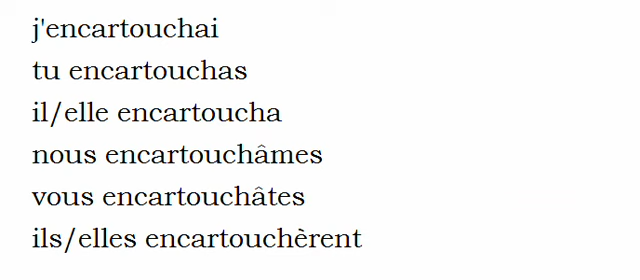 j'encartouchai
tu encartouchas
il/elle encartoucha
nous encartouchâmes
vous encartouchâtes
ils/elles encartouchèrent